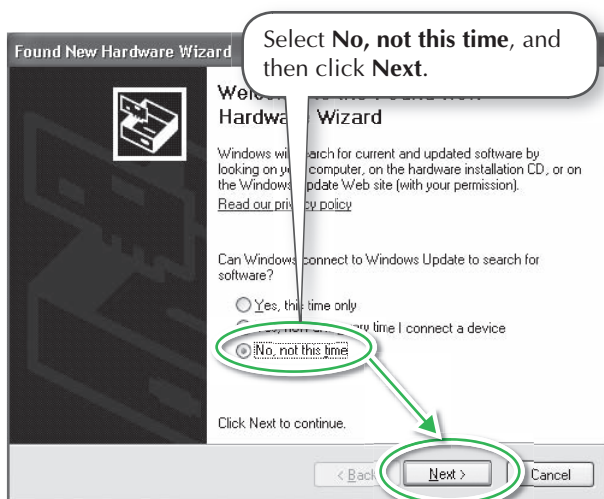 Found New Hardware Wizard
Select No, not this time, and
then click Next.
Hardware Wizard
Windows will search for current and updated software by
looking on your computer, on the hardware installation CD, or on
the Windows Update Web site (with your permission).
Read our privacy policy
Can Windows connect to Windows Update to search for
software?
Yes, this time only
time I connect a device
No, not this time
Click Next to continue.
< Back
Next >
Cancel